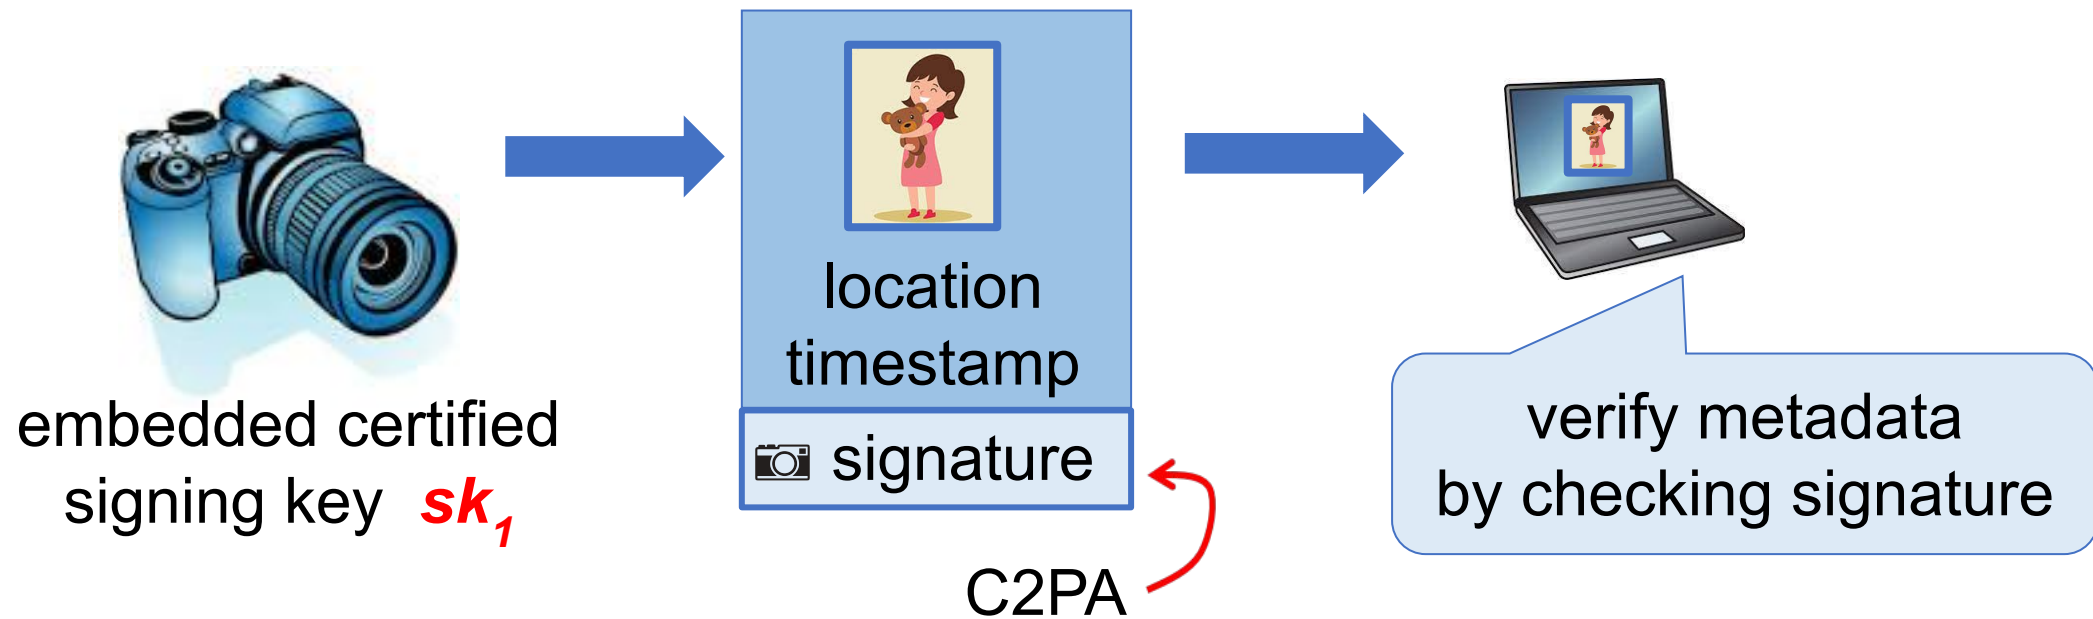 embedded certified
signing key sk₁
location
timestamp
signature
C2PA
verify metadata
by checking signature